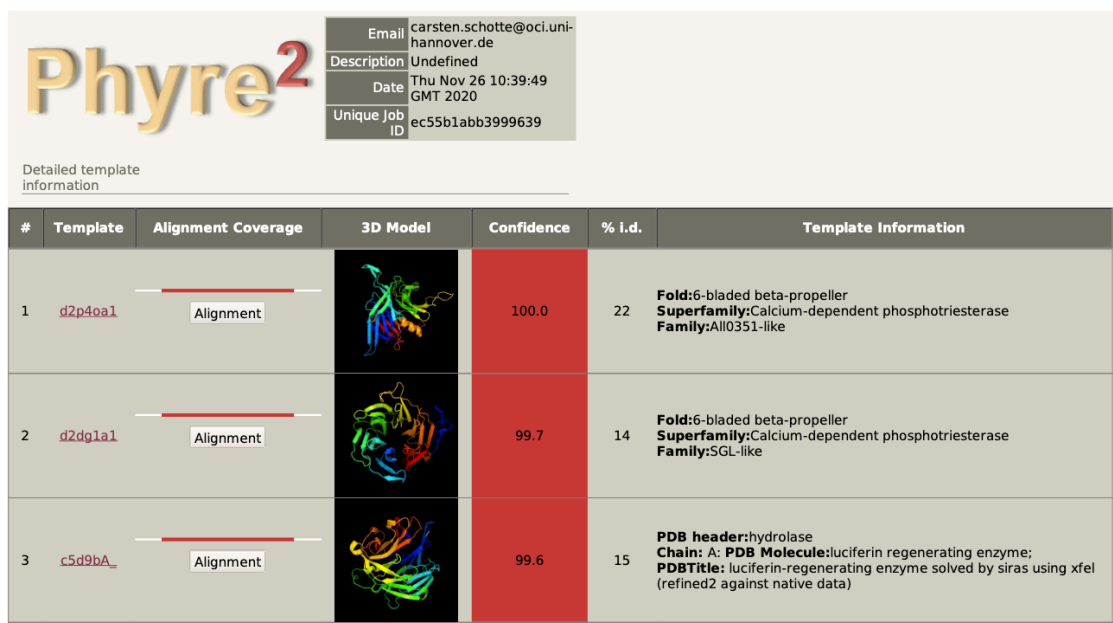 Phyre2
Email carsten.schotte@oci.uni-
hannover.de
Description Undefined
Date Thu Nov 26 10:39:49
GMT 2020
Unique Job
ID ec55b1abb3999639
Detailed template
information
# Template Alignment Coverage 3D Model Confidence % i.d. Template Information
1 d2p4oa1 Alignment 100.0 22
Fold:6-bladed beta-propeller
Superfamily:Calcium-dependent phosphotriesterase
Family:All0351-like
2 d2dg1a1 Alignment 99.7 14
Fold:6-bladed beta-propeller
Superfamily:Calcium-dependent phosphotriesterase
Family:SGL-like
3 c5d9bA_ Alignment 99.6 15
PDB header:hydrolase
Chain: A: PDB Molecule:luciferin regenerating enzyme;
PDBTitle: luciferin-regenerating enzyme solved by siras using xfel
(refined2 against native data)